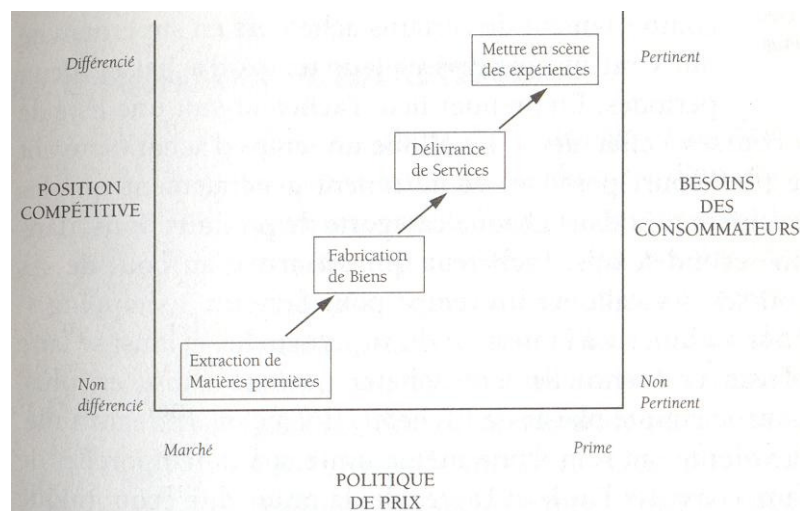 Différencié
Mettre en scène
des expériences
Pertinent
Délivrance
de Services
POSITION
COMPÉTITIVE
BESOINS
DES
CONSOMMATEURS
Fabrication
de Biens
Extraction de
Matières premières
Non
différencié
Non
Pertinent
Marché
Prime
POLITIQUE
DE PRIX